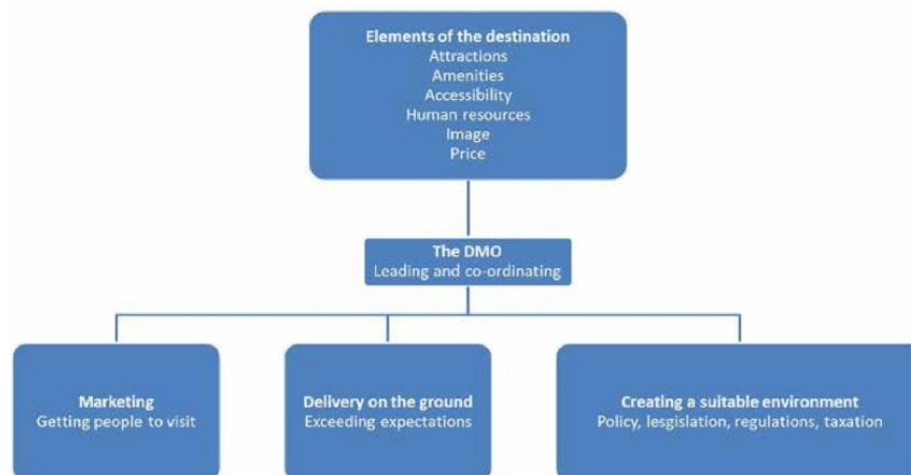 Elements of the destination
Attractions
Amenities
Accessibility
Human resources
Image
Price
The DMO
Leading and co-ordinating
Marketing
Getting people to visit
Delivery on the ground
Exceeding expectations
Creating a suitable environment
Policy, lesgislation, regulations, taxation